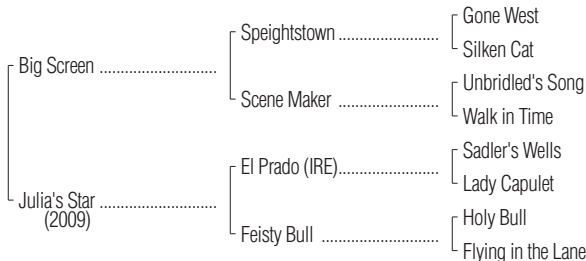 Gone West
Speightstown
Silken Cat
Big Screen
Unbridled's Song
Scene Maker
Walk in Time
Sadler's Wells
El Prado (IRE)
Lady Capulet
Julia's Star
(2009)
Holy Bull
Feisty Bull
Flying in the Lane